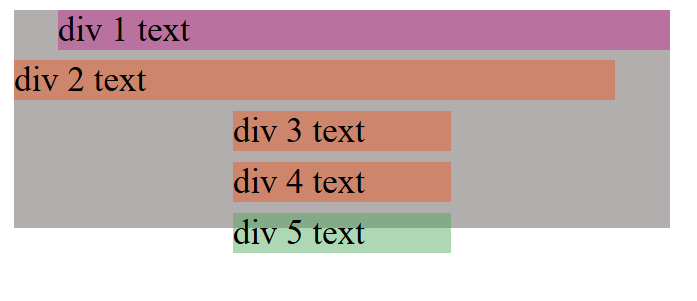 div 1 text
div 2 text
div 3 text
div 4 text
div 5 text